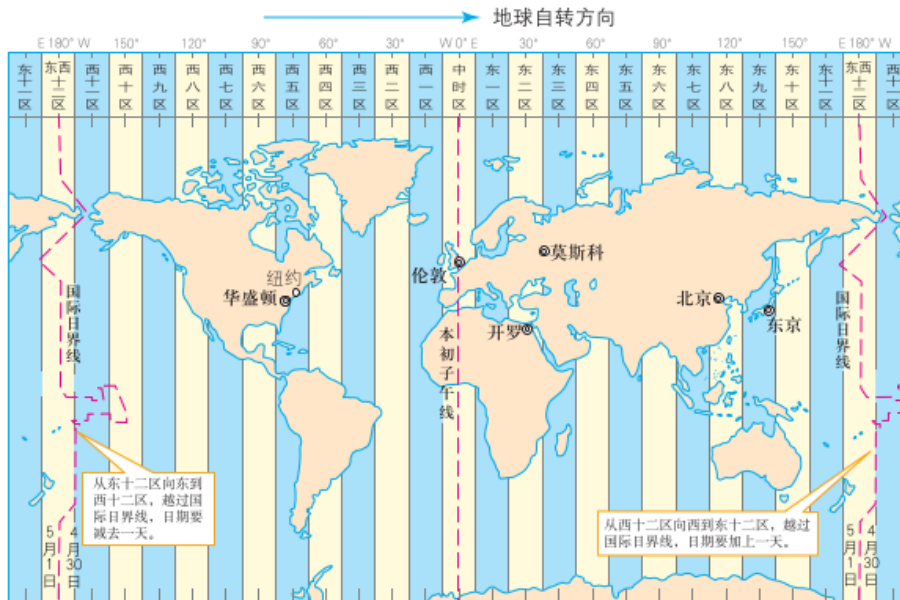 地球自转方向
E 180° W 150° 120° 90° 60° 30° W 0° E 30° 60° 90° 120° 150° E 180° W
东十一区
东西十二区
西十一区
西十区
西九区
西八区
西七区
西六区
西五区
西四区
西三区
西二区
西一区
中时区
东一区
东二区
东三区
东四区
东五区
东六区
东七区
东八区
东九区
东十区
东十一区
东西十二区
西十一区
莫斯科
伦敦
纽约
华盛顿
北京
东京
开罗
国际日界线
本初子午线
国际日界线
从东十二区向东到
西十二区，越过国
际日界线，日期要
减去一天。
从西十二区向西到东十二区，越过
国际日界线，日期要加上一天。
5月1日
4月30日
5月1日
4月30日